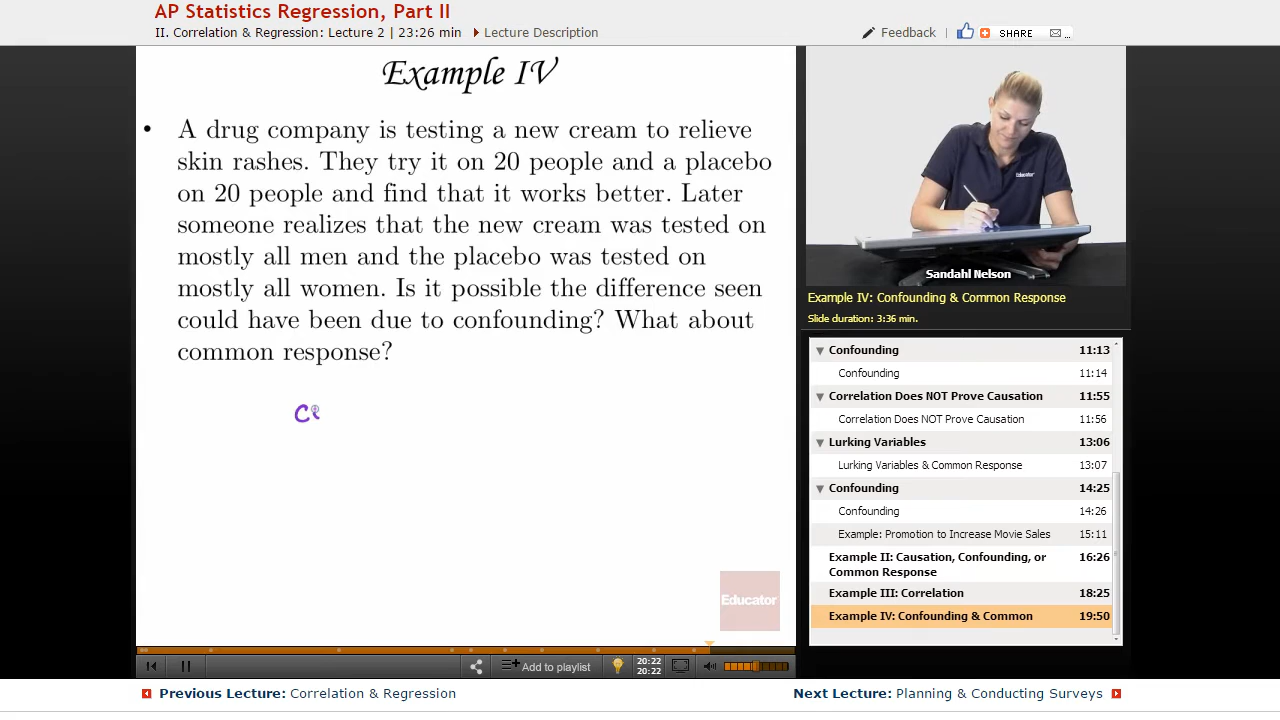 AP Statistics Regression, Part II
II. Correlation & Regression: Lecture 2 | 23:26 min
Lecture Description
Feedback
SHARE
Example IV
• A drug company is testing a new cream to relieve
skin rashes. They try it on 20 people and a placebo
on 20 people and find that it works better. Later
someone realizes that the new cream was tested on
mostly all men and the placebo was tested on
mostly all women. Is it possible the difference seen
could have been due to confounding? What about
common response?
Educator
Educator
Sandahl Nelson
Example IV: Confounding & Common Response
Slide duration: 3:36 min.
Confounding 11:13
Confounding 11:14
Correlation Does NOT Prove Causation 11:55
Correlation Does NOT Prove Causation 11:56
Lurking Variables 13:06
Lurking Variables & Common Response 13:07
Confounding 14:25
Confounding 14:26
Example: Promotion to Increase Movie Sales 15:11
Example II: Causation, Confounding, or 16:26
Common Response
Example III: Correlation 18:25
Example IV: Confounding & Common 19:50
Add to playlist
20:22
20:22
Previous Lecture: Correlation & Regression
Next Lecture: Planning & Conducting Surveys